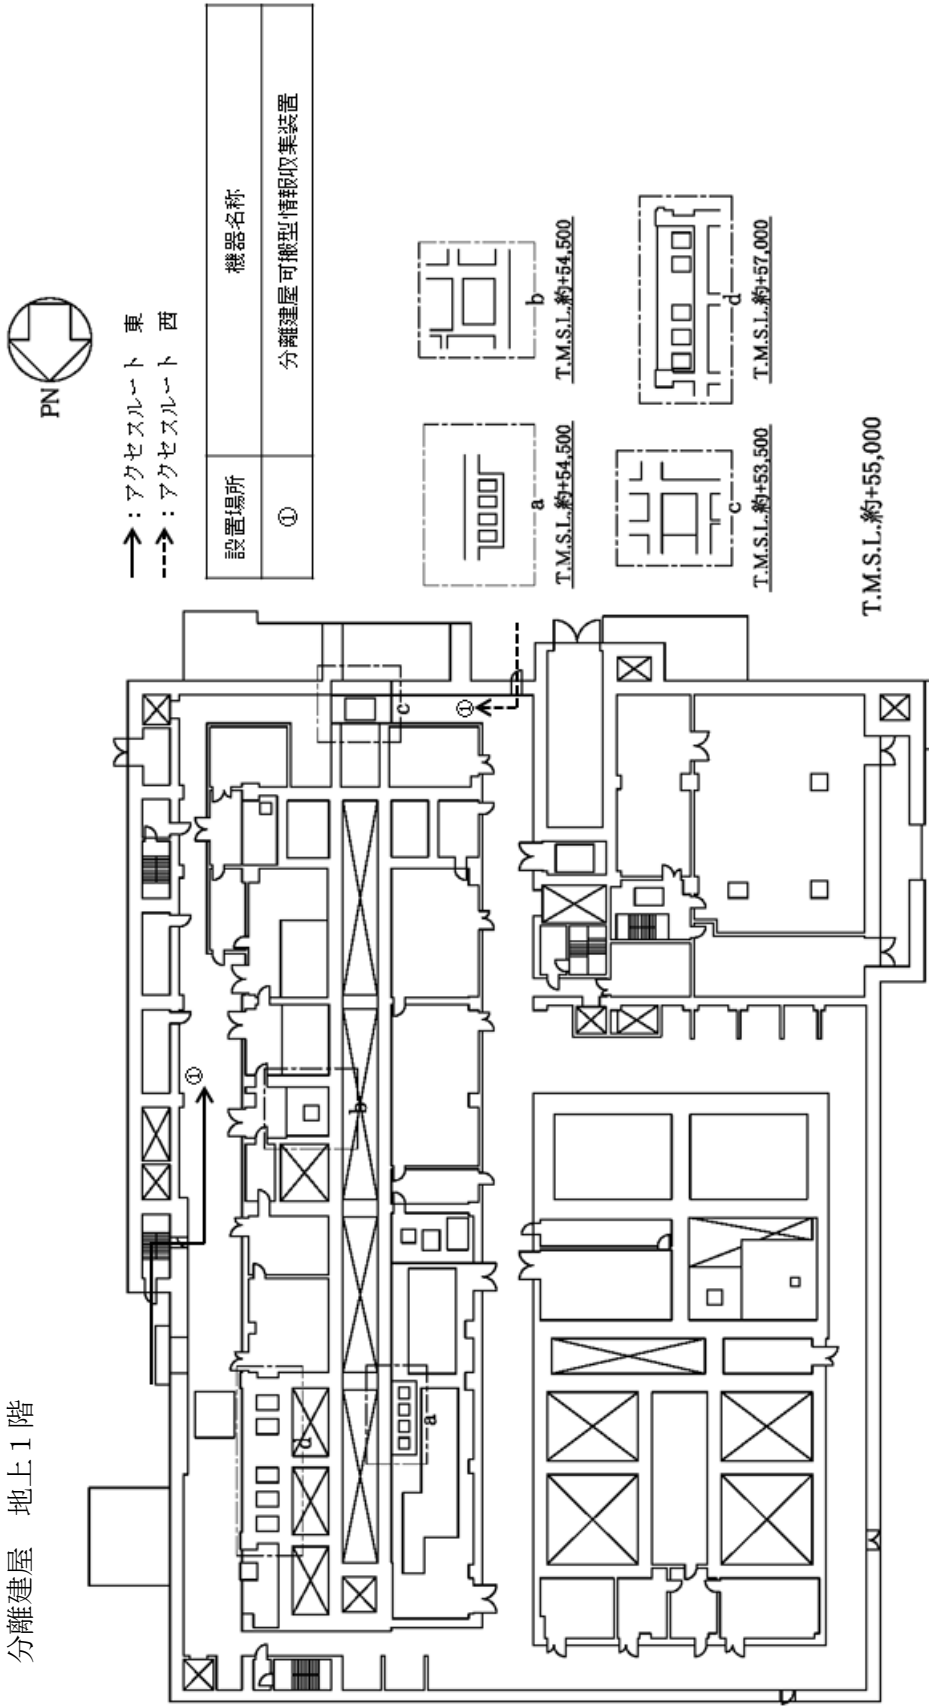 分離建屋　地上１階
PN
：アクセスルート　東
：アクセスルート　西
設置場所　機器名称
①　分離建屋可搬型情報収集装置
①
①
a
b
c
d
a
T.M.S.L.約+54,500
b
T.M.S.L.約+54,500
c
T.M.S.L.約+53,500
d
T.M.S.L.約+57,000
T.M.S.L.約+55,000